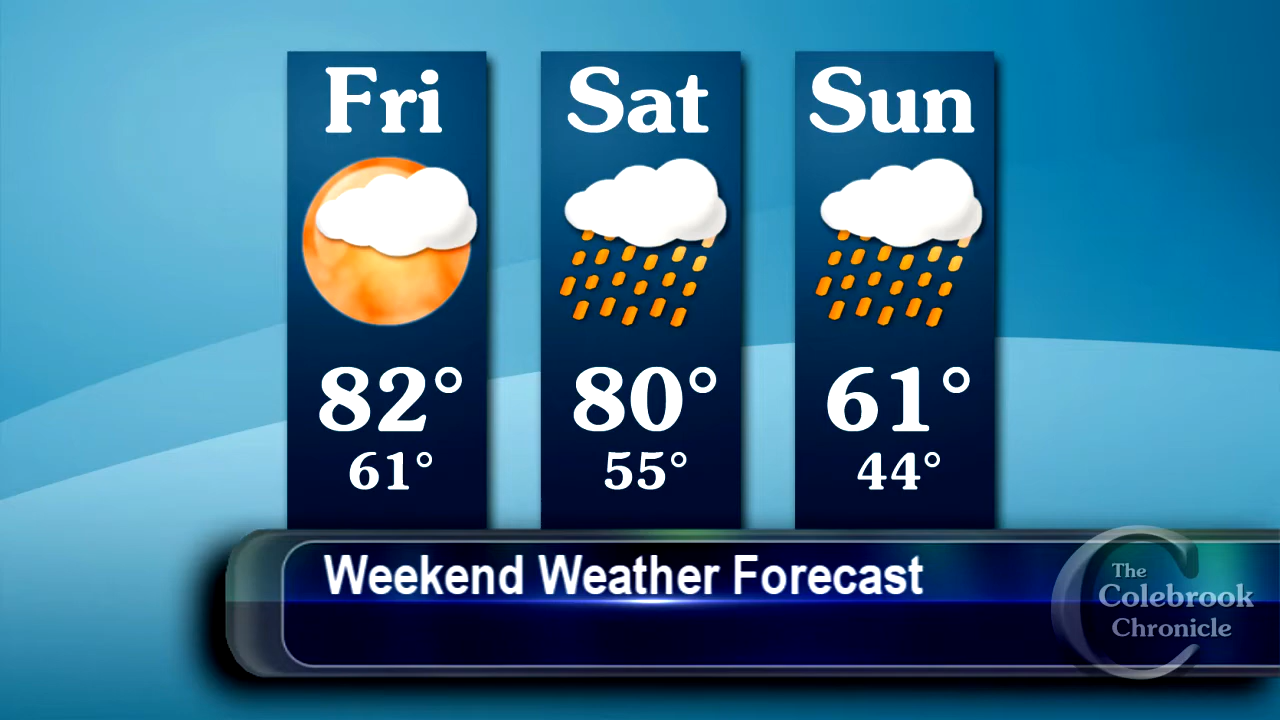 Fri
82°
61°
Sat
80°
55°
Sun
61°
44°
Weekend Weather Forecast
The
Colebrook
Chronicle